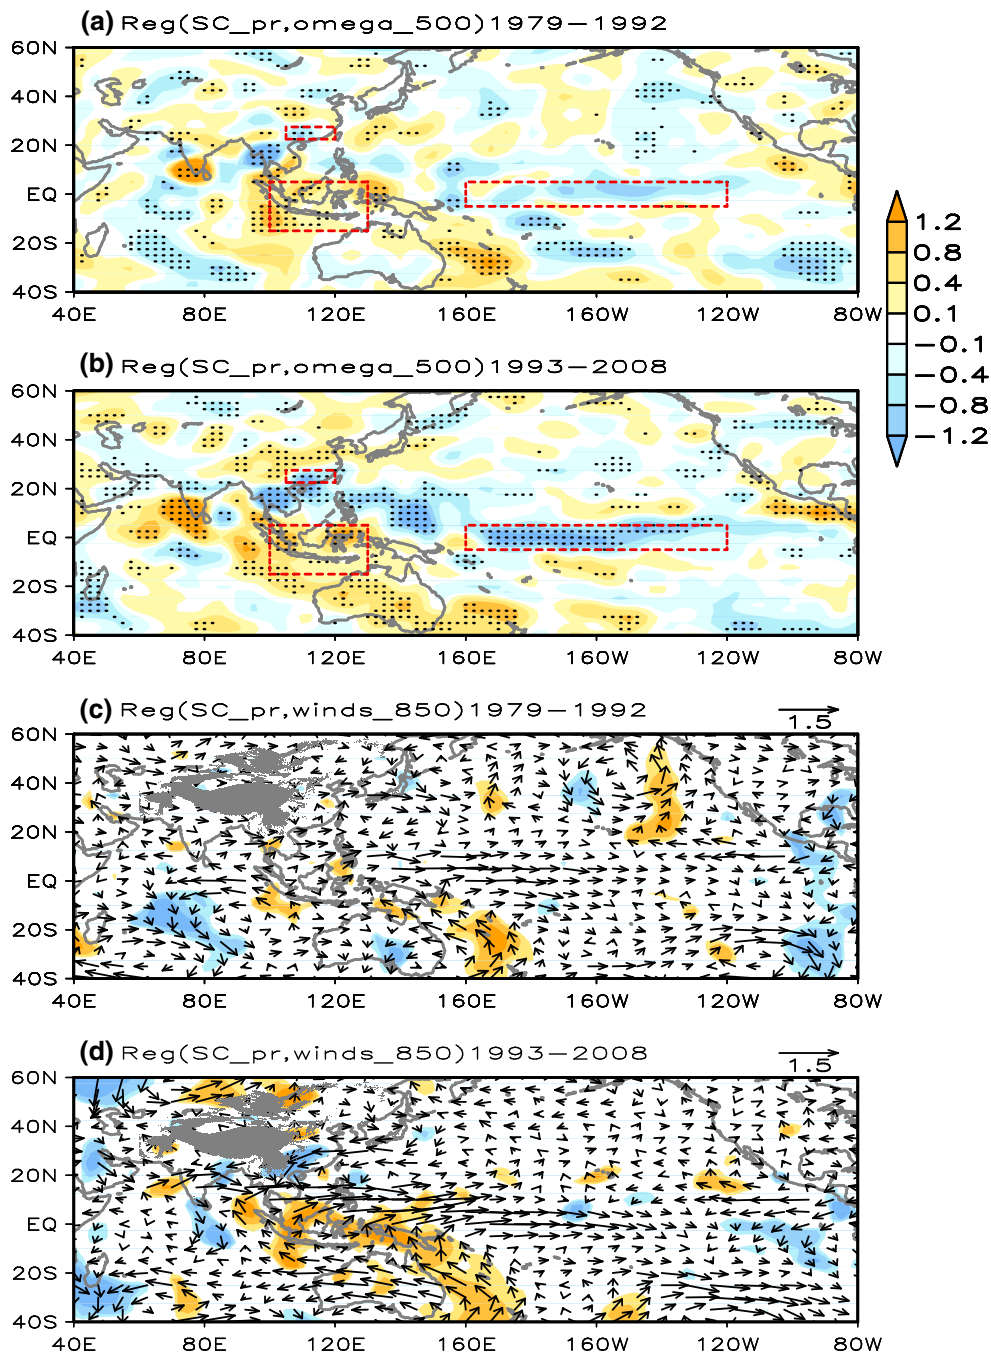 (a) Reg(SC_pr,omega_500)1979−1992
60N
40N
20N
EQ
20S
40S
40E 80E 120E 160E 160W 120W 80W
1.2
0.8
0.4
0.1
−0.1
−0.4
−0.8
−1.2
(b) Reg(SC_pr,omega_500)1993−2008
60N
40N
20N
EQ
20S
40S
40E 80E 120E 160E 160W 120W 80W
(c) Reg(SC_pr,winds_850)1979−1992
1.5
60N
40N
20N
EQ
20S
40S
40E 80E 120E 160E 160W 120W 80W
(d) Reg(SC_pr,winds_850)1993−2008
1.5
60N
40N
20N
EQ
20S
40S
40E 80E 120E 160E 160W 120W 80W